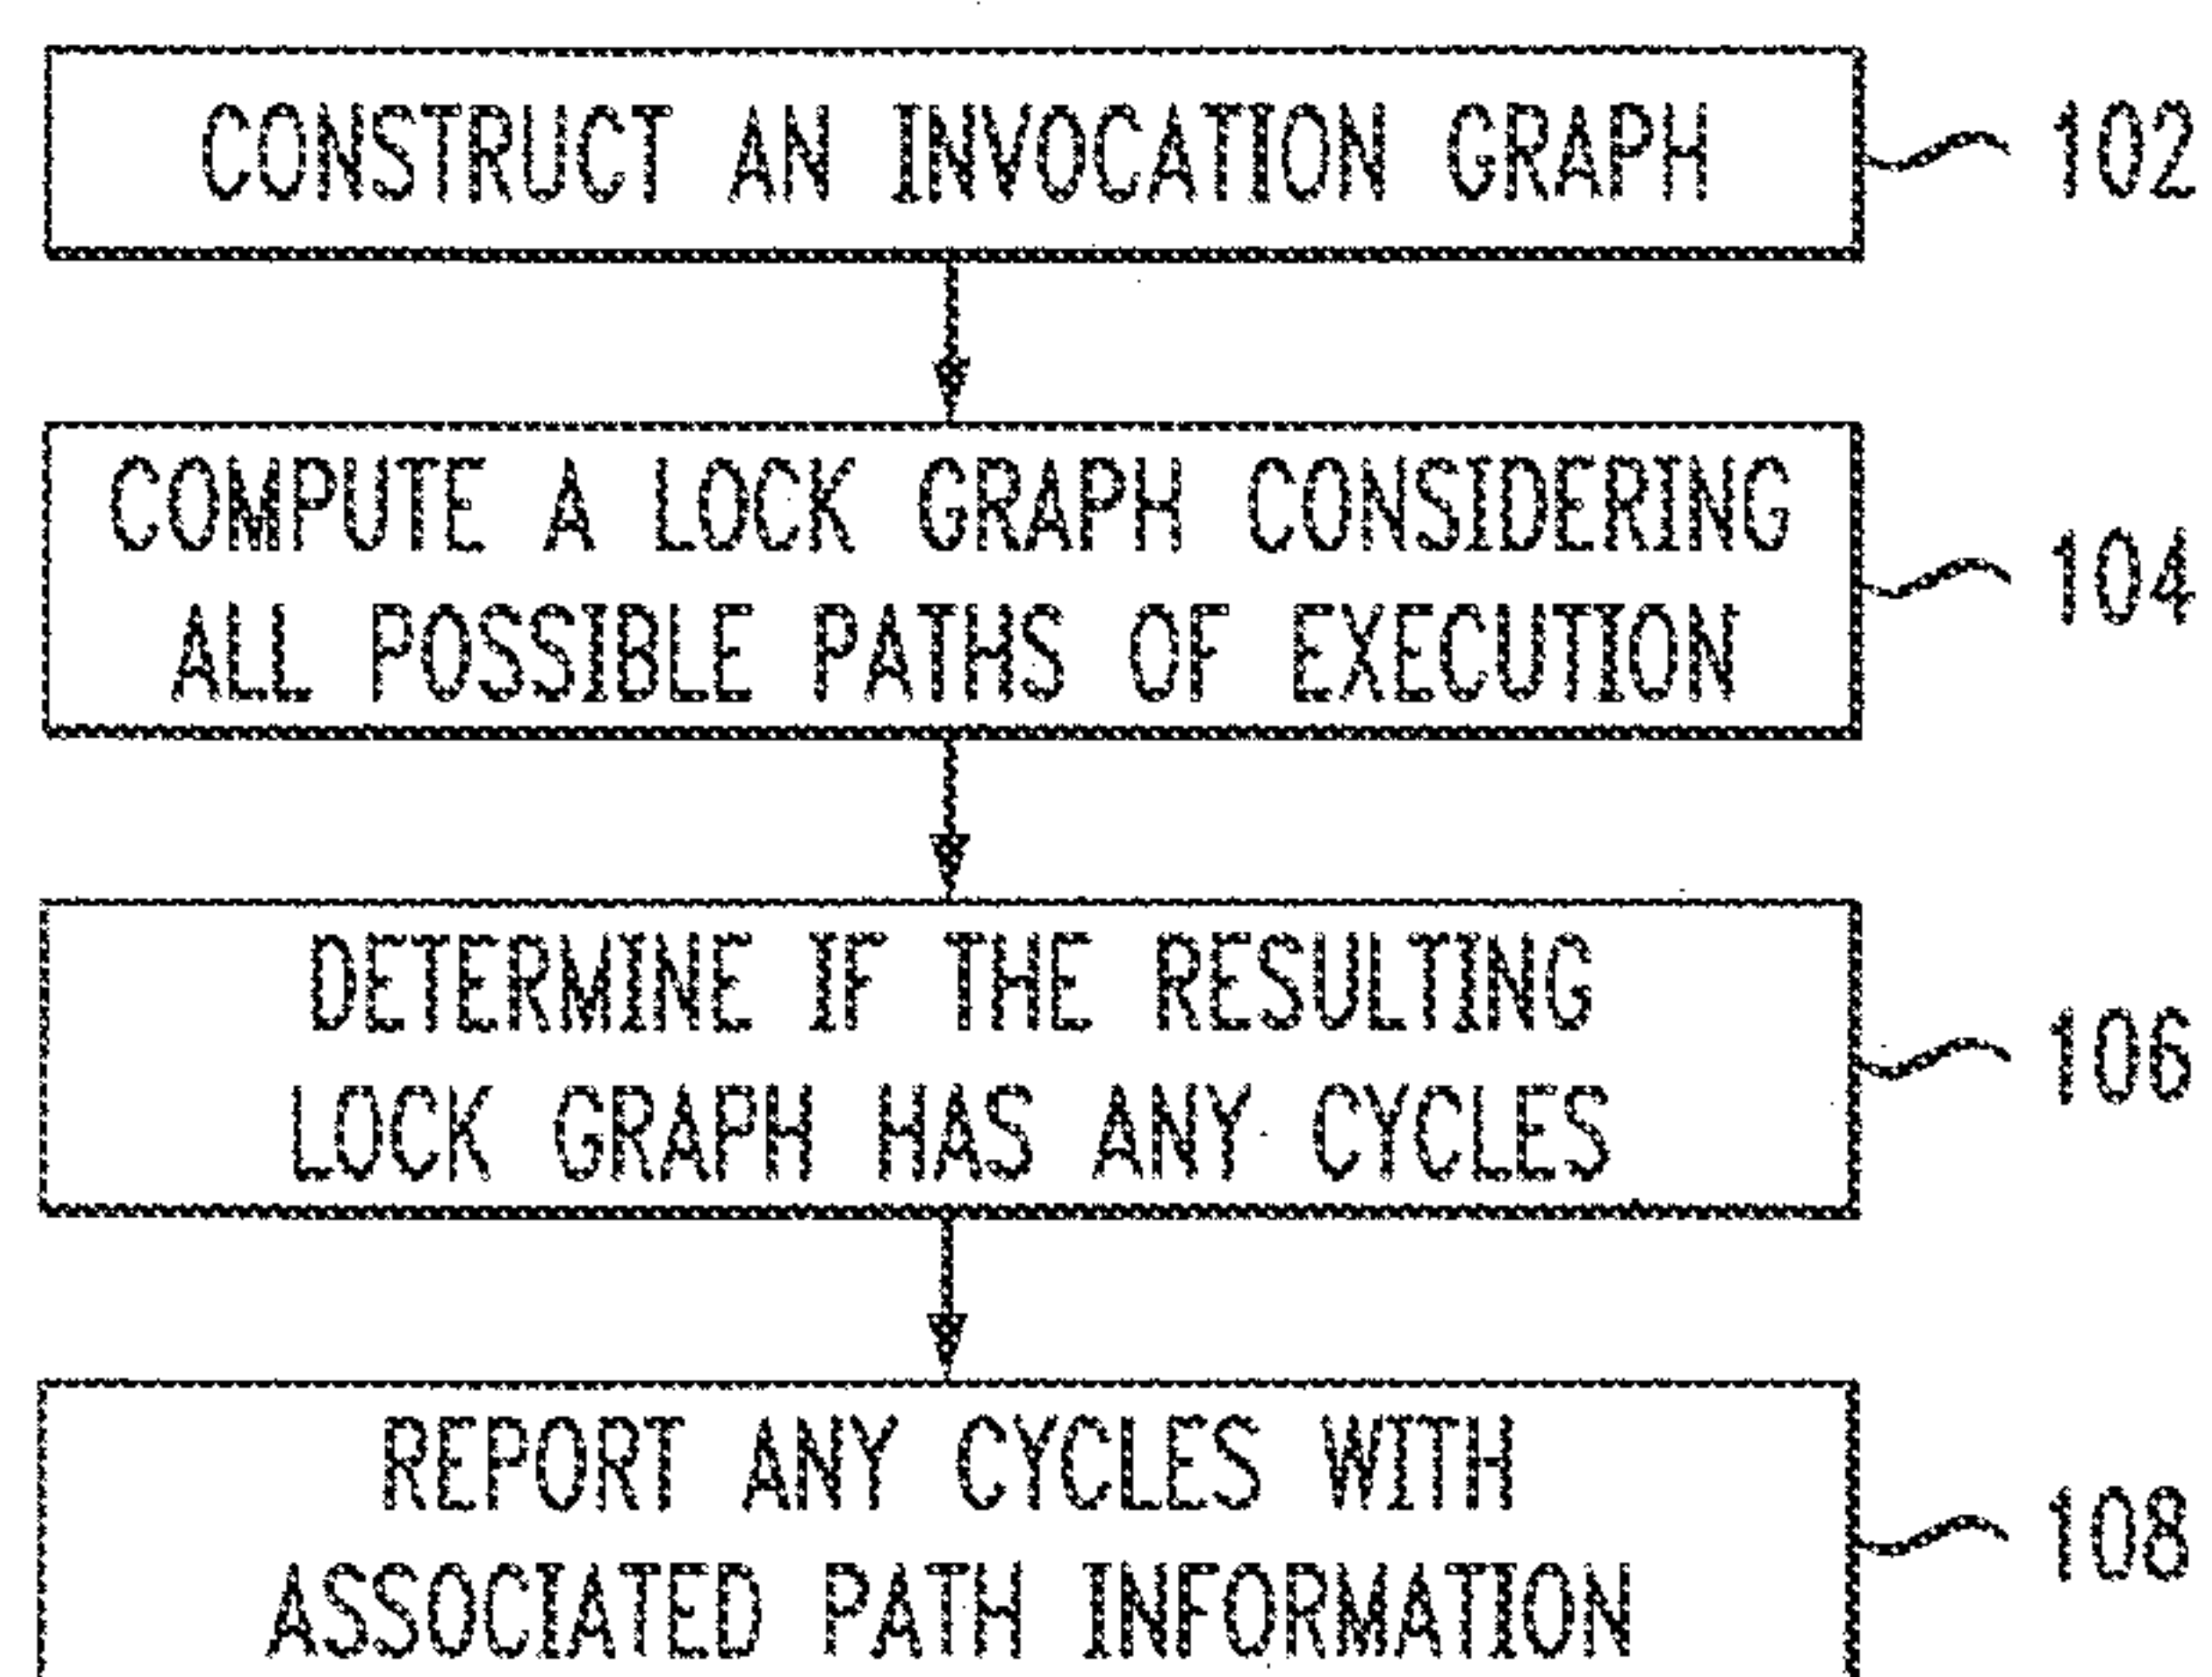 CONSTRUCT AN INVOCATION GRAPH
102
COMPUTE A LOCK GRAPH CONSIDERING
ALL POSSIBLE PATHS OF EXECUTION
104
DETERMINE IF THE RESULTING
LOCK GRAPH HAS ANY CYCLES
106
REPORT ANY CYCLES WITH
ASSOCIATED PATH INFORMATION
108